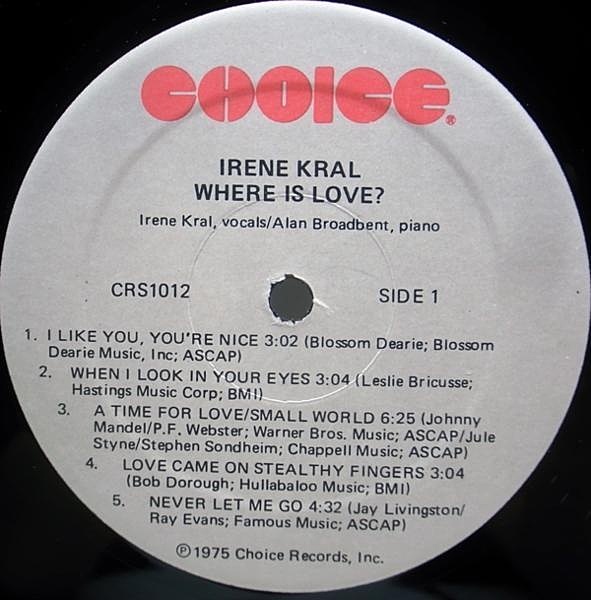 CHOICE®
IRENE KRAL
WHERE IS LOVE?
Irene Kral, vocals/Alan Broadbent, piano
CRS1012
SIDE 1
1. I LIKE YOU, YOU'RE NICE 3:02 (Blossom Dearie; Blossom
Dearie Music, Inc; ASCAP)
2. WHEN I LOOK IN YOUR EYES 3:04 (Leslie Bricusse;
Hastings Music Corp; BMI)
3. A TIME FOR LOVE/SMALL WORLD 6:25 (Johnny
Mandel/P.F. Webster; Warner Bros. Music; ASCAP/Jule
Styne/Stephen Sondheim; Chappell Music; ASCAP)
4. LOVE CAME ON STEALTHY FINGERS 3:04
(Bob Dorough; Hullabaloo Music; BMI)
5. NEVER LET ME GO 4:32 (Jay Livingston/
Ray Evans; Famous Music; ASCAP)
℗1975 Choice Records, Inc.